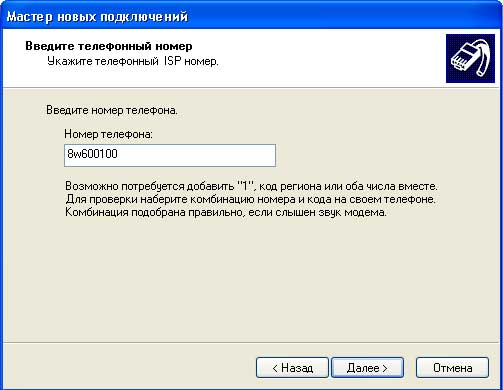 Мастер новых подключений
Введите телефонный номер
Укажите телефонный ISP номер.
Введите номер телефона.
Номер телефона:
8w600100
Возможно потребуется добавить "1", код региона или оба числа вместе.
Для проверки наберите комбинацию номера и кода на своем телефоне.
Комбинация подобрана правильно, если слышен звук модема.
< Назад
Далее >
Отмена